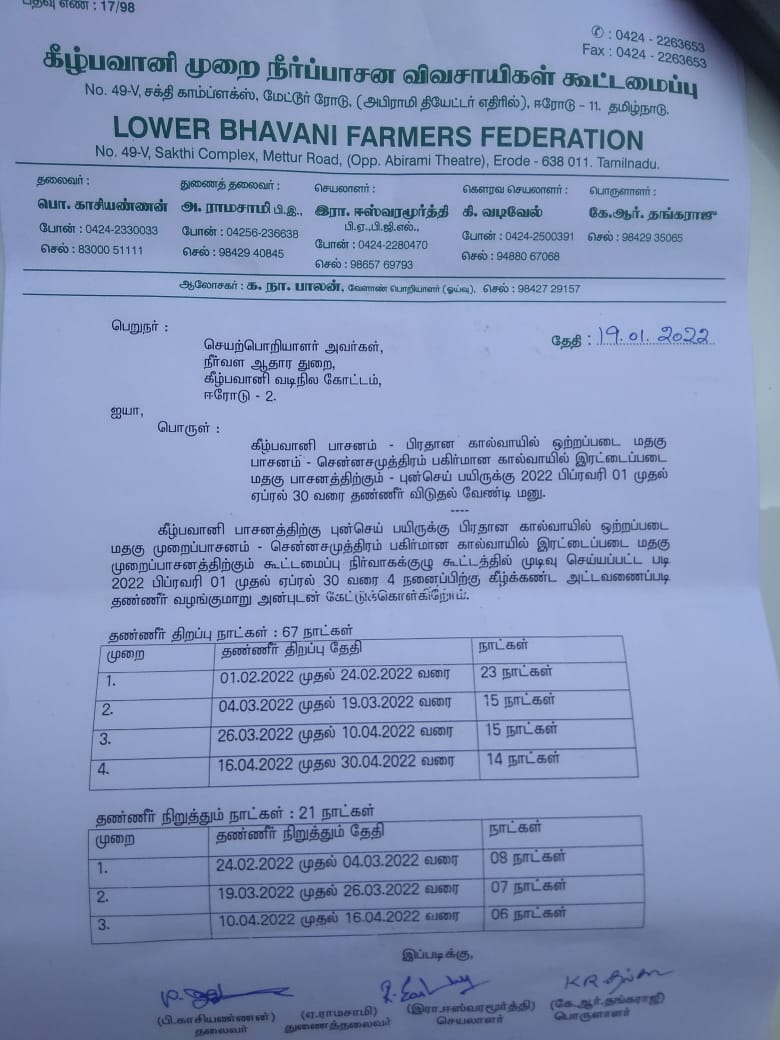 பதிவு எண் : 17/98
✆ : 0424 - 2263653
Fax : 0424 - 2263653
கீழ்பவானி முறை நீர்ப்பாசன விவசாயிகள் கூட்டமைப்பு
No. 49-V, சக்தி காம்ப்ளக்ஸ், மேட்டூர் ரோடு, (அபிராமி தியேட்டர் எதிரில்), ஈரோடு - 11. தமிழ்நாடு.
LOWER BHAVANI FARMERS FEDERATION
No. 49-V, Sakthi Complex, Mettur Road, (Opp. Abirami Theatre), Erode - 638 011. Tamilnadu.
தலைவர் : துணைத் தலைவர் : செயலாளர் : கௌரவ செயலாளர் : பொருளாளர் :
பொ. காசியண்ணன் அ. ராமசாமி பி.இ., இரா. ஈஸ்வரமூர்த்தி கி. வடிவேல் கே.ஆர். தங்கராஜு
பி.ஏ.,பி.ஜி.எல்.,
போன் : 0424-2330033 போன் : 04256-236638 போன் : 0424-2280470 போன் : 0424-2500391 செல் : 98429 35065
செல் : 83000 51111 செல் : 98429 40845 செல் : 98657 69793 செல் : 94880 67068
ஆலோசகர் : க. நா. பாலன், வேளாண் பொறியாளர் (ஓய்வு), செல் : 98427 29157
பெறுநர் :
தேதி : 19.01.2022
செயற்பொறியாளர் அவர்கள்,
நீர்வள ஆதார துறை,
கீழ்பவானி வடிநில கோட்டம்,
ஈரோடு - 2.
ஐயா,
பொருள் :
கீழ்பவானி பாசனம் - பிரதான கால்வாயில் ஒற்றப்படை மதகு
பாசனம் - சென்னசமுத்திரம் பகிர்மான கால்வாயில் இரட்டைப்படை
மதகு பாசனத்திற்கும் - புன்செய் பயிருக்கு 2022 பிப்ரவரி 01 முதல்
ஏப்ரல் 30 வரை தண்ணீர் விடுதல் வேண்டி மனு.
----
கீழ்பவானி பாசனத்திற்கு புன்செய் பயிருக்கு பிரதான கால்வாயில் ஒற்றப்படை
மதகு முறைப்பாசனம் - சென்னசமுத்திரம் பகிர்மான கால்வாயில் இரட்டைப்படை மதகு
முறைப்பாசனத்திற்கும் கூட்டமைப்பு நிர்வாகக்குழு கூட்டத்தில் முடிவு செய்யப்பட்ட படி
2022 பிப்ரவரி 01 முதல் ஏப்ரல் 30 வரை 4 நனைப்பிற்கு கீழ்க்கண்ட அட்டவணைப்படி
தண்ணீர் வழங்குமாறு அன்புடன் கேட்டுக்கொள்கிறோம்.
தண்ணீர் திறப்பு நாட்கள் : 67 நாட்கள்
முறை தண்ணீர் திறப்பு தேதி நாட்கள்
1. 01.02.2022 முதல் 24.02.2022 வரை 23 நாட்கள்
2. 04.03.2022 முதல் 19.03.2022 வரை 15 நாட்கள்
3. 26.03.2022 முதல் 10.04.2022 வரை 15 நாட்கள்
4. 16.04.2022 முதல 30.04.2022 வரை 14 நாட்கள்
தண்ணீர் நிறுத்தும் நாட்கள் : 21 நாட்கள்
முறை தண்ணீர் நிறுத்தும் தேதி நாட்கள்
1. 24.02.2022 முதல் 04.03.2022 வரை 08 நாட்கள்
2. 19.03.2022 முதல் 26.03.2022 வரை 07 நாட்கள்
3. 10.04.2022 முதல் 16.04.2022 வரை 06 நாட்கள்
இப்படிக்கு,
(பி.காசியண்ணன்) (ஏ.ராமசாமி) (இரா.ஈஸ்வரமூர்த்தி) (கே.ஆர்.தங்கராஜ்)
தலைவர் துணைத்தலைவர் செயலாளர் பொருளாளர்